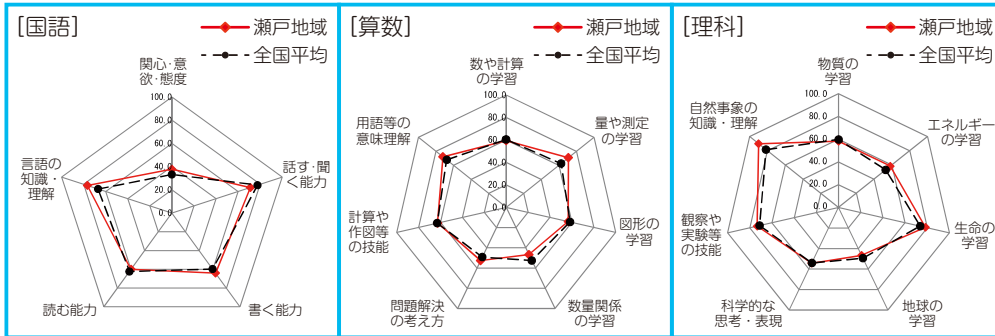 [国語]
瀬戸地域
全国平均
関心・意
欲・態度
100.0
80.0
60.0
40.0
20.0
0.0
話す・聞
く能力
書く能力
読む能力
言語の
知識・
理解
[算数]
瀬戸地域
全国平均
数や計算
の学習
100.0
80.0
60.0
40.0
20.0
0.0
量や測定
の学習
図形の
学習
数量関係
の学習
問題解決
の考え方
計算や
作図等
の技能
用語等の
意味理解
[理科]
瀬戸地域
全国平均
物質の
学習
100.0
80.0
60.0
40.0
20.0
0.0
エネルギー
の学習
生命の
学習
地球の
学習
科学的な
思考・表現
観察や
実験等
の技能
自然事象の
知識・理解